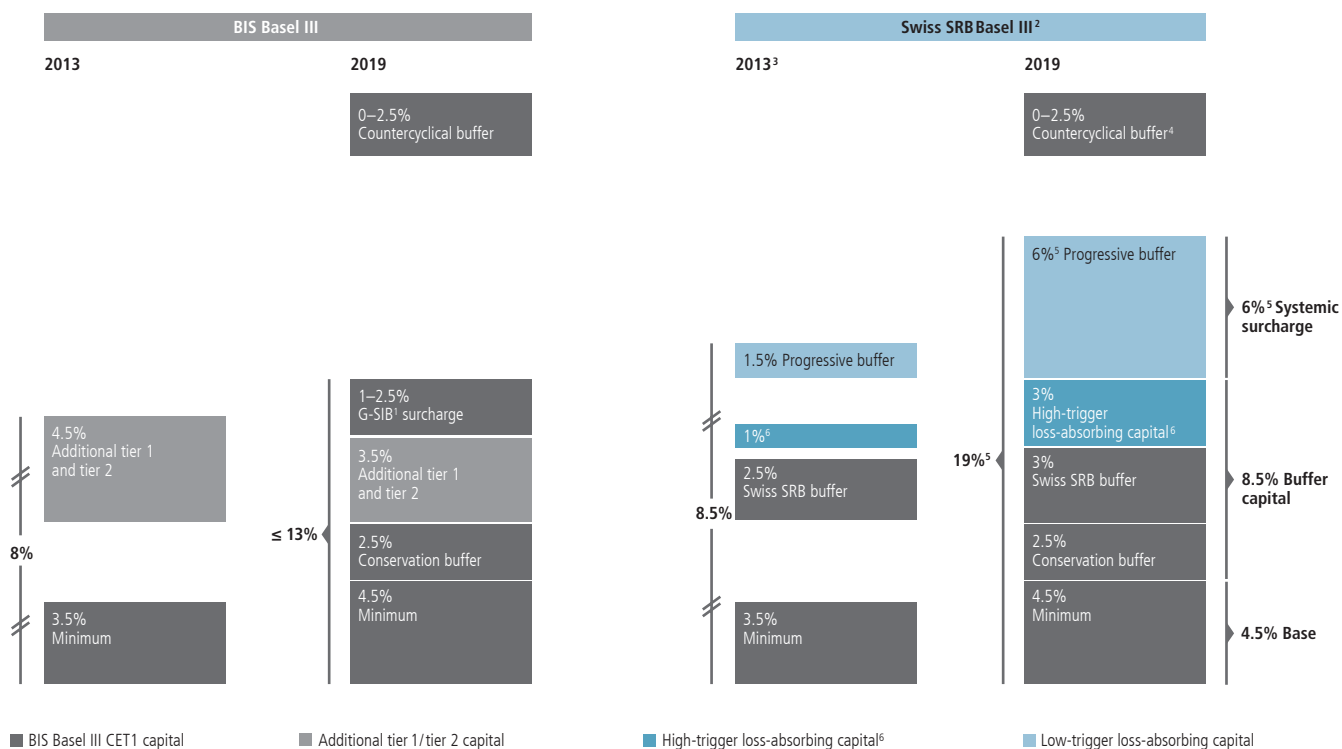 BIS Basel III
2013
2019
0–2.5%
Countercyclical buffer
1–2.5%
G-SIB¹ surcharge
4.5%
Additional tier 1
and tier 2
3.5%
Additional tier 1
and tier 2
≤ 13%
8%
2.5%
Conservation buffer
3.5%
Minimum
4.5%
Minimum
Swiss SRB Basel III²
2013³
2019
0–2.5%
Countercyclical buffer⁴
6%⁵ Progressive buffer
6%⁵ Systemic
surcharge
1.5% Progressive buffer
3%
High-trigger
loss-absorbing capital⁶
1%⁶
19%⁵
2.5%
Swiss SRB buffer
3%
Swiss SRB buffer
8.5% Buffer
capital
8.5%
2.5%
Conservation buffer
3.5%
Minimum
4.5%
Minimum
4.5% Base
BIS Basel III CET1 capital
Additional tier 1/tier 2 capital
High-trigger loss-absorbing capital⁶
Low-trigger loss-absorbing capital